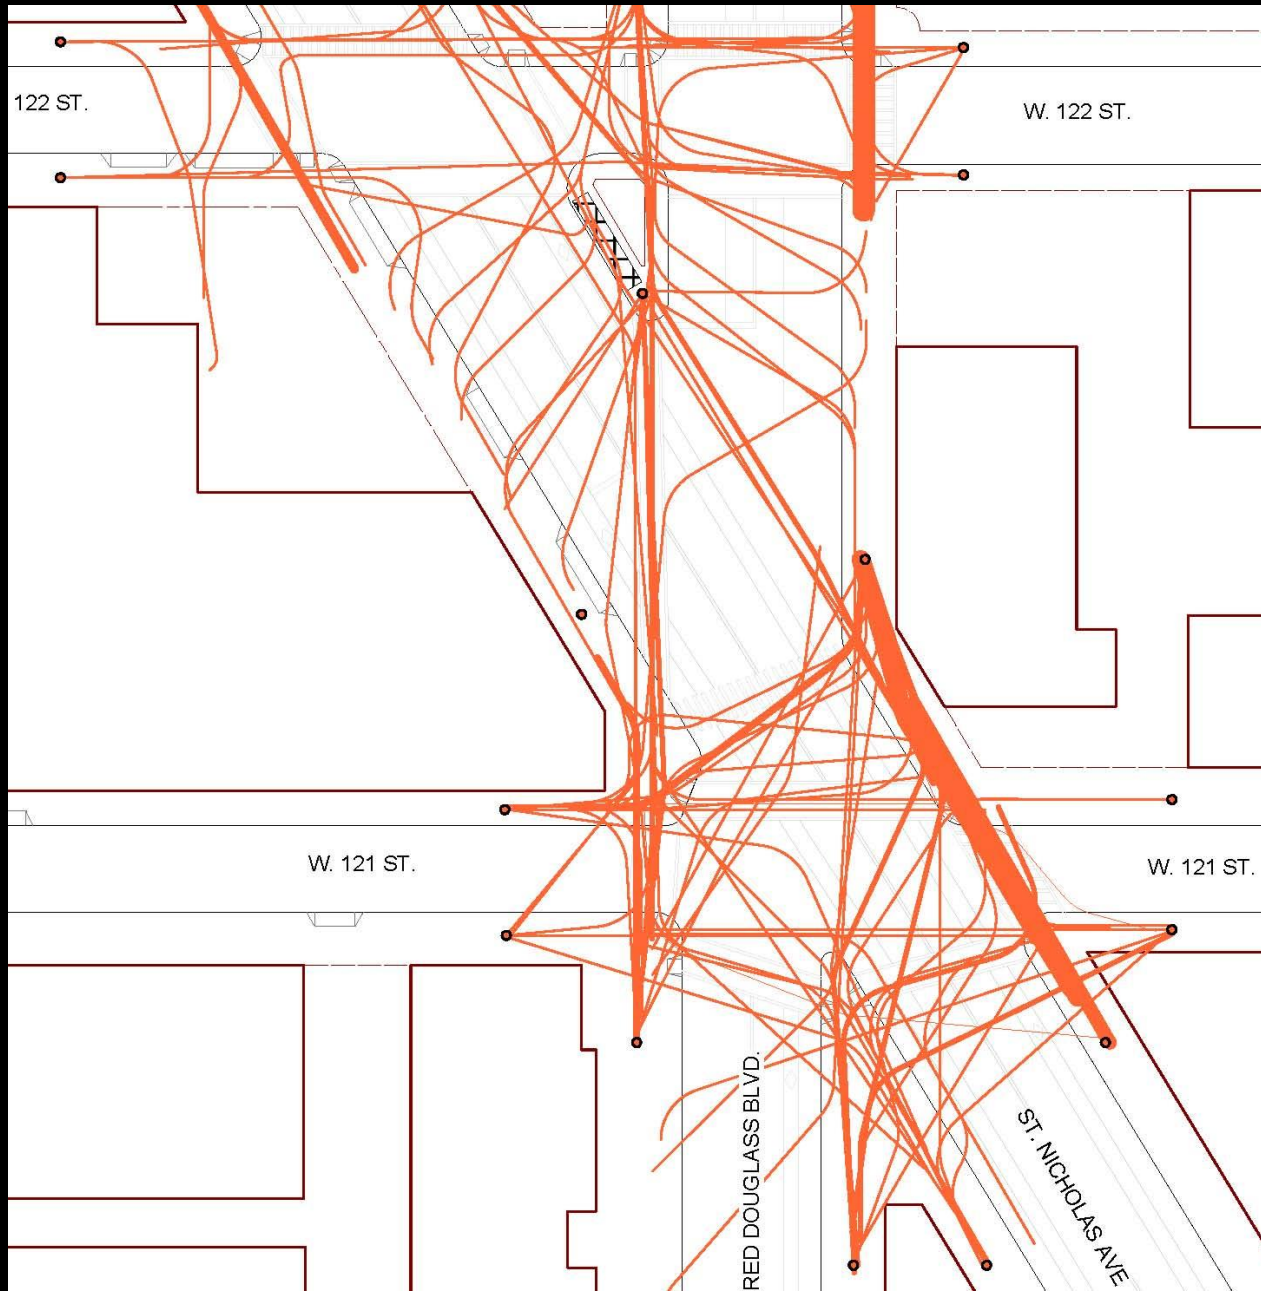 122 ST.
W. 122 ST.
W. 121 ST.
W. 121 ST.
RED DOUGLASS BLVD.
ST. NICHOLAS AVE